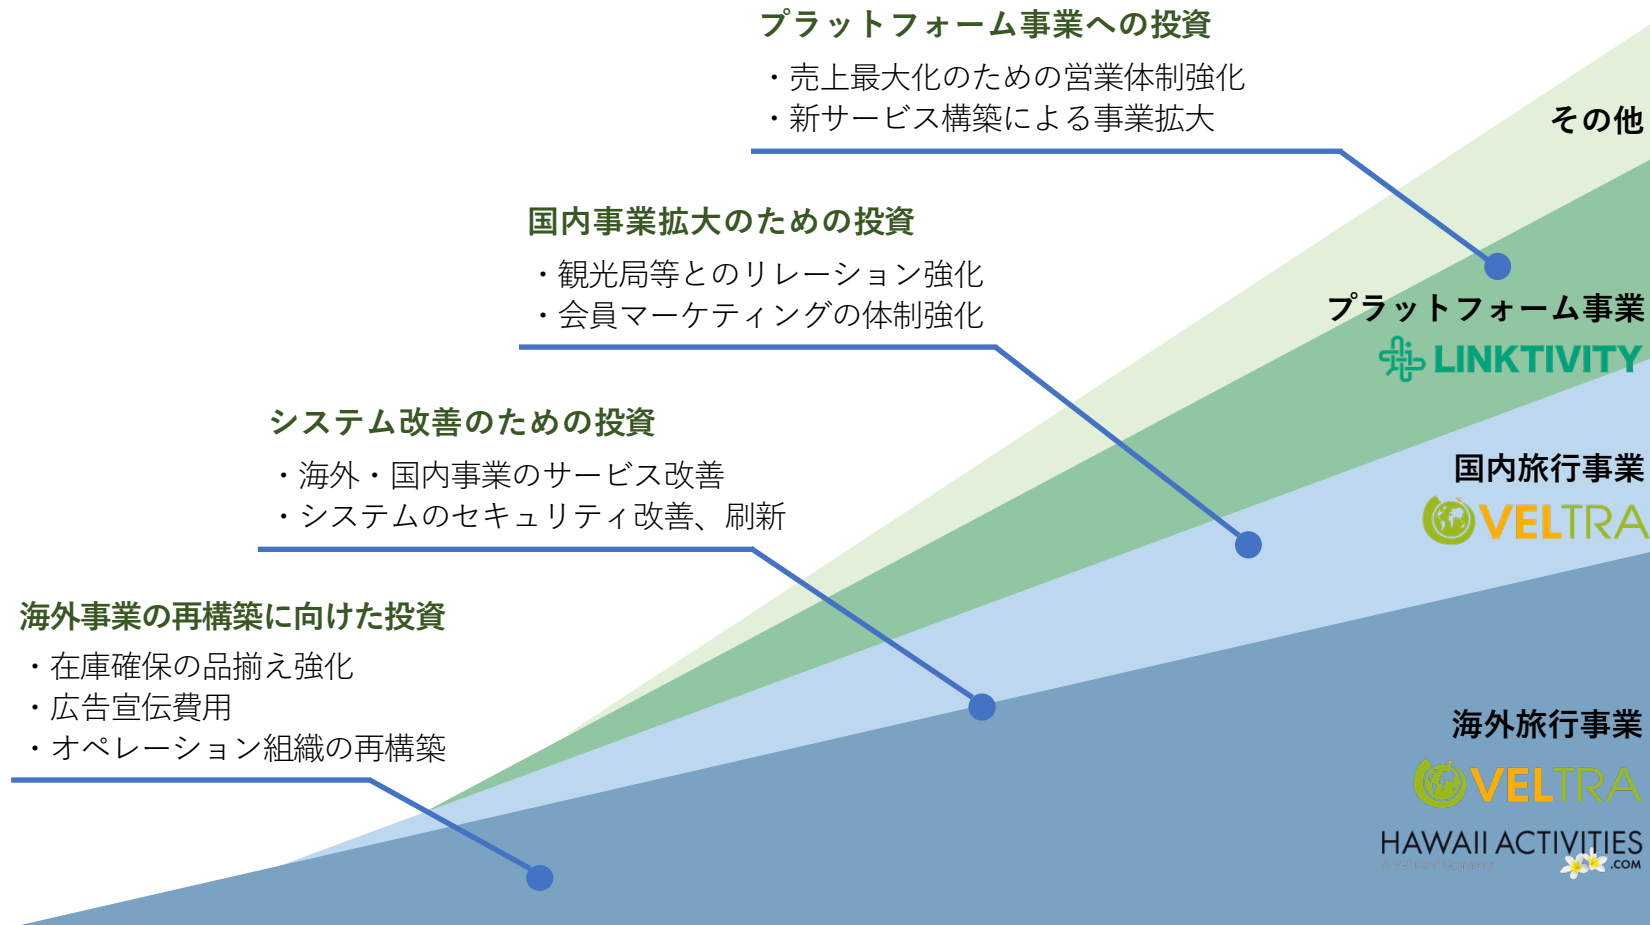 プラットフォーム事業への投資
・売上最大化のための営業体制強化
・新サービス構築による事業拡大
その他
国内事業拡大のための投資
・観光局等とのリレーション強化
・会員マーケティングの体制強化
プラットフォーム事業
LINKTIVITY
システム改善のための投資
・海外・国内事業のサービス改善
・システムのセキュリティ改善、刷新
国内旅行事業
VELTRA
海外事業の再構築に向けた投資
・在庫確保の品揃え強化
・広告宣伝費用
・オペレーション組織の再構築
海外旅行事業
VELTRA
HAWAII ACTIVITIES
.COM